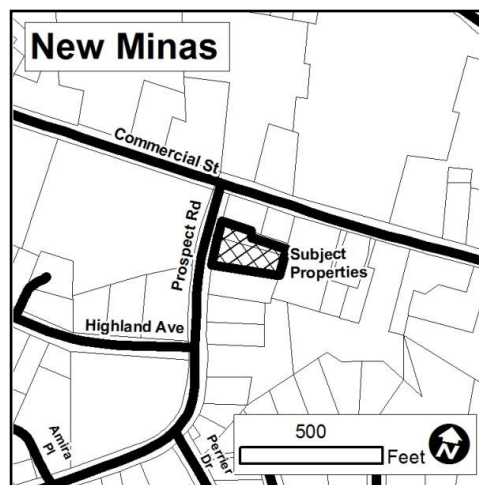 New Minas
Commercial St
Prospect Rd
Subject
Properties
Highland Ave
Amira
Pl
Perrier
Dr
500
Feet
N